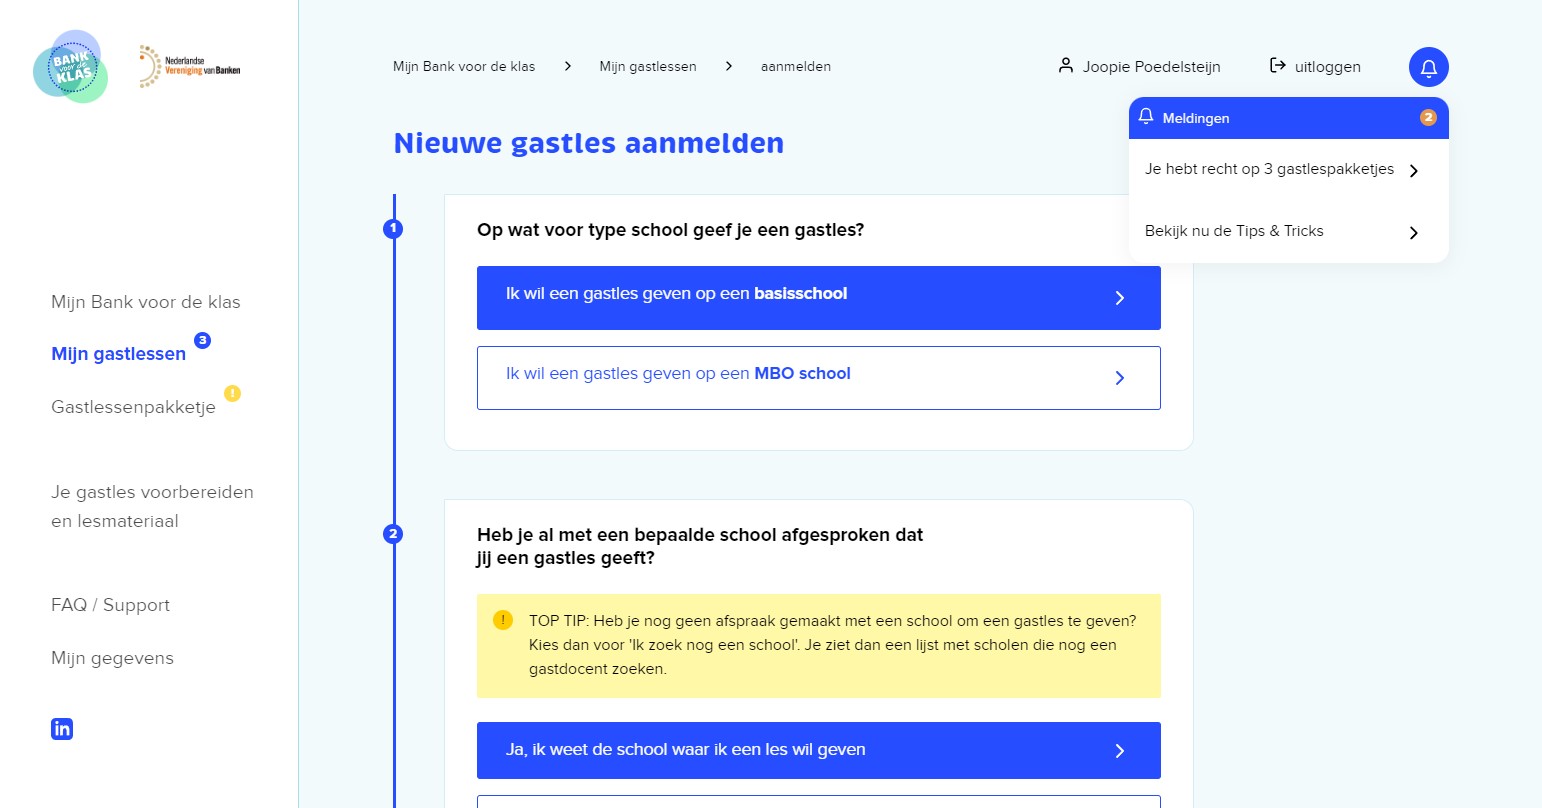 BANK
voor de
KLAS
Nederlandse
Vereniging van Banken
Mijn Bank voor de klas
Mijn gastlessen
3
Gastlessenpakketje
!
Je gastles voorbereiden
en lesmateriaal
FAQ / Support
Mijn gegevens
in
Mijn Bank voor de klas > Mijn gastlessen > aanmelden
Joopie Poedelsteijn
uitloggen
Meldingen
2
Je hebt recht op 3 gastlespakketjes
Bekijk nu de Tips & Tricks
Nieuwe gastles aanmelden
1
Op wat voor type school geef je een gastles?
Ik wil een gastles geven op een basisschool
Ik wil een gastles geven op een MBO school
2
Heb je al met een bepaalde school afgesproken dat
jij een gastles geeft?
!
TOP TIP: Heb je nog geen afspraak gemaakt met een school om een gastles te geven?
Kies dan voor 'Ik zoek nog een school'. Je ziet dan een lijst met scholen die nog een
gastdocent zoeken.
Ja, ik weet de school waar ik een les wil geven